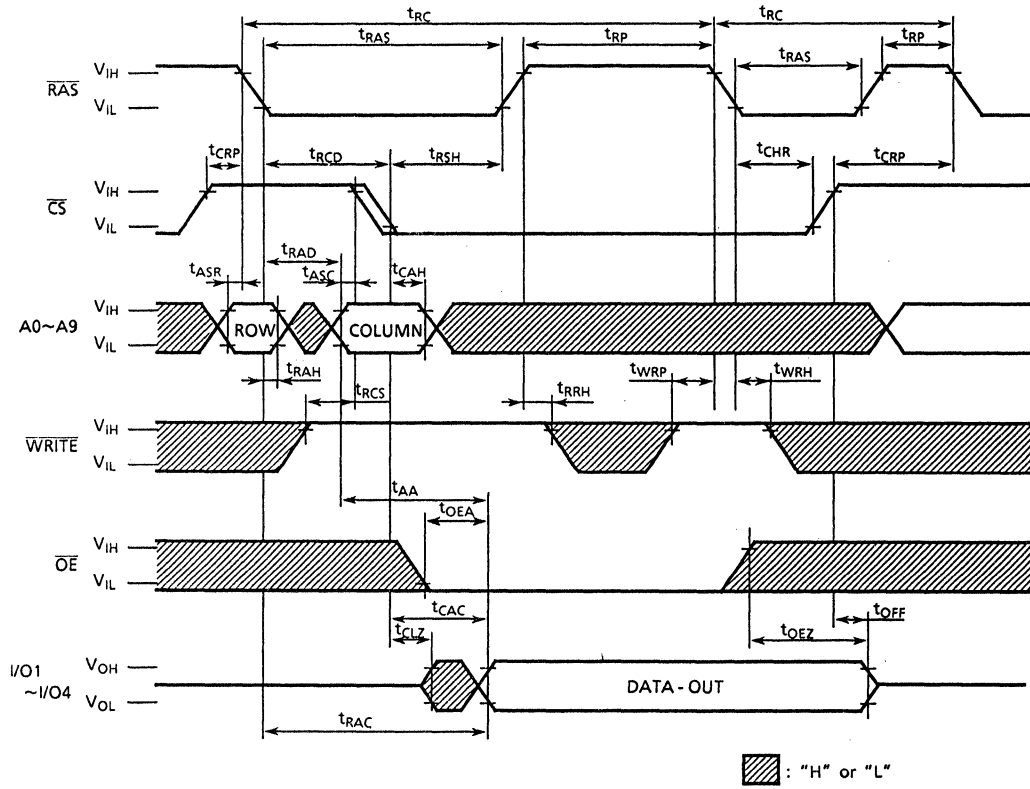 tRC tRC
tRAS tRP tRAS tRP
RAS VIH
VIL
tCRP tRCD tRSH tCHR tCRP
CS VIH
VIL
tRAD
tASR tASC tCAH
A0~A9 VIH
VIL
ROW COLUMN
tRAH tRCS tRRH tWRP tWRH
WRITE VIH
VIL
tAA
tOEA
OE VIH
VIL
tCAC tOFF
tCLZ tOEZ
I/O1
~I/O4
VOH
VOL
DATA-OUT
tRAC
: "H" or "L"